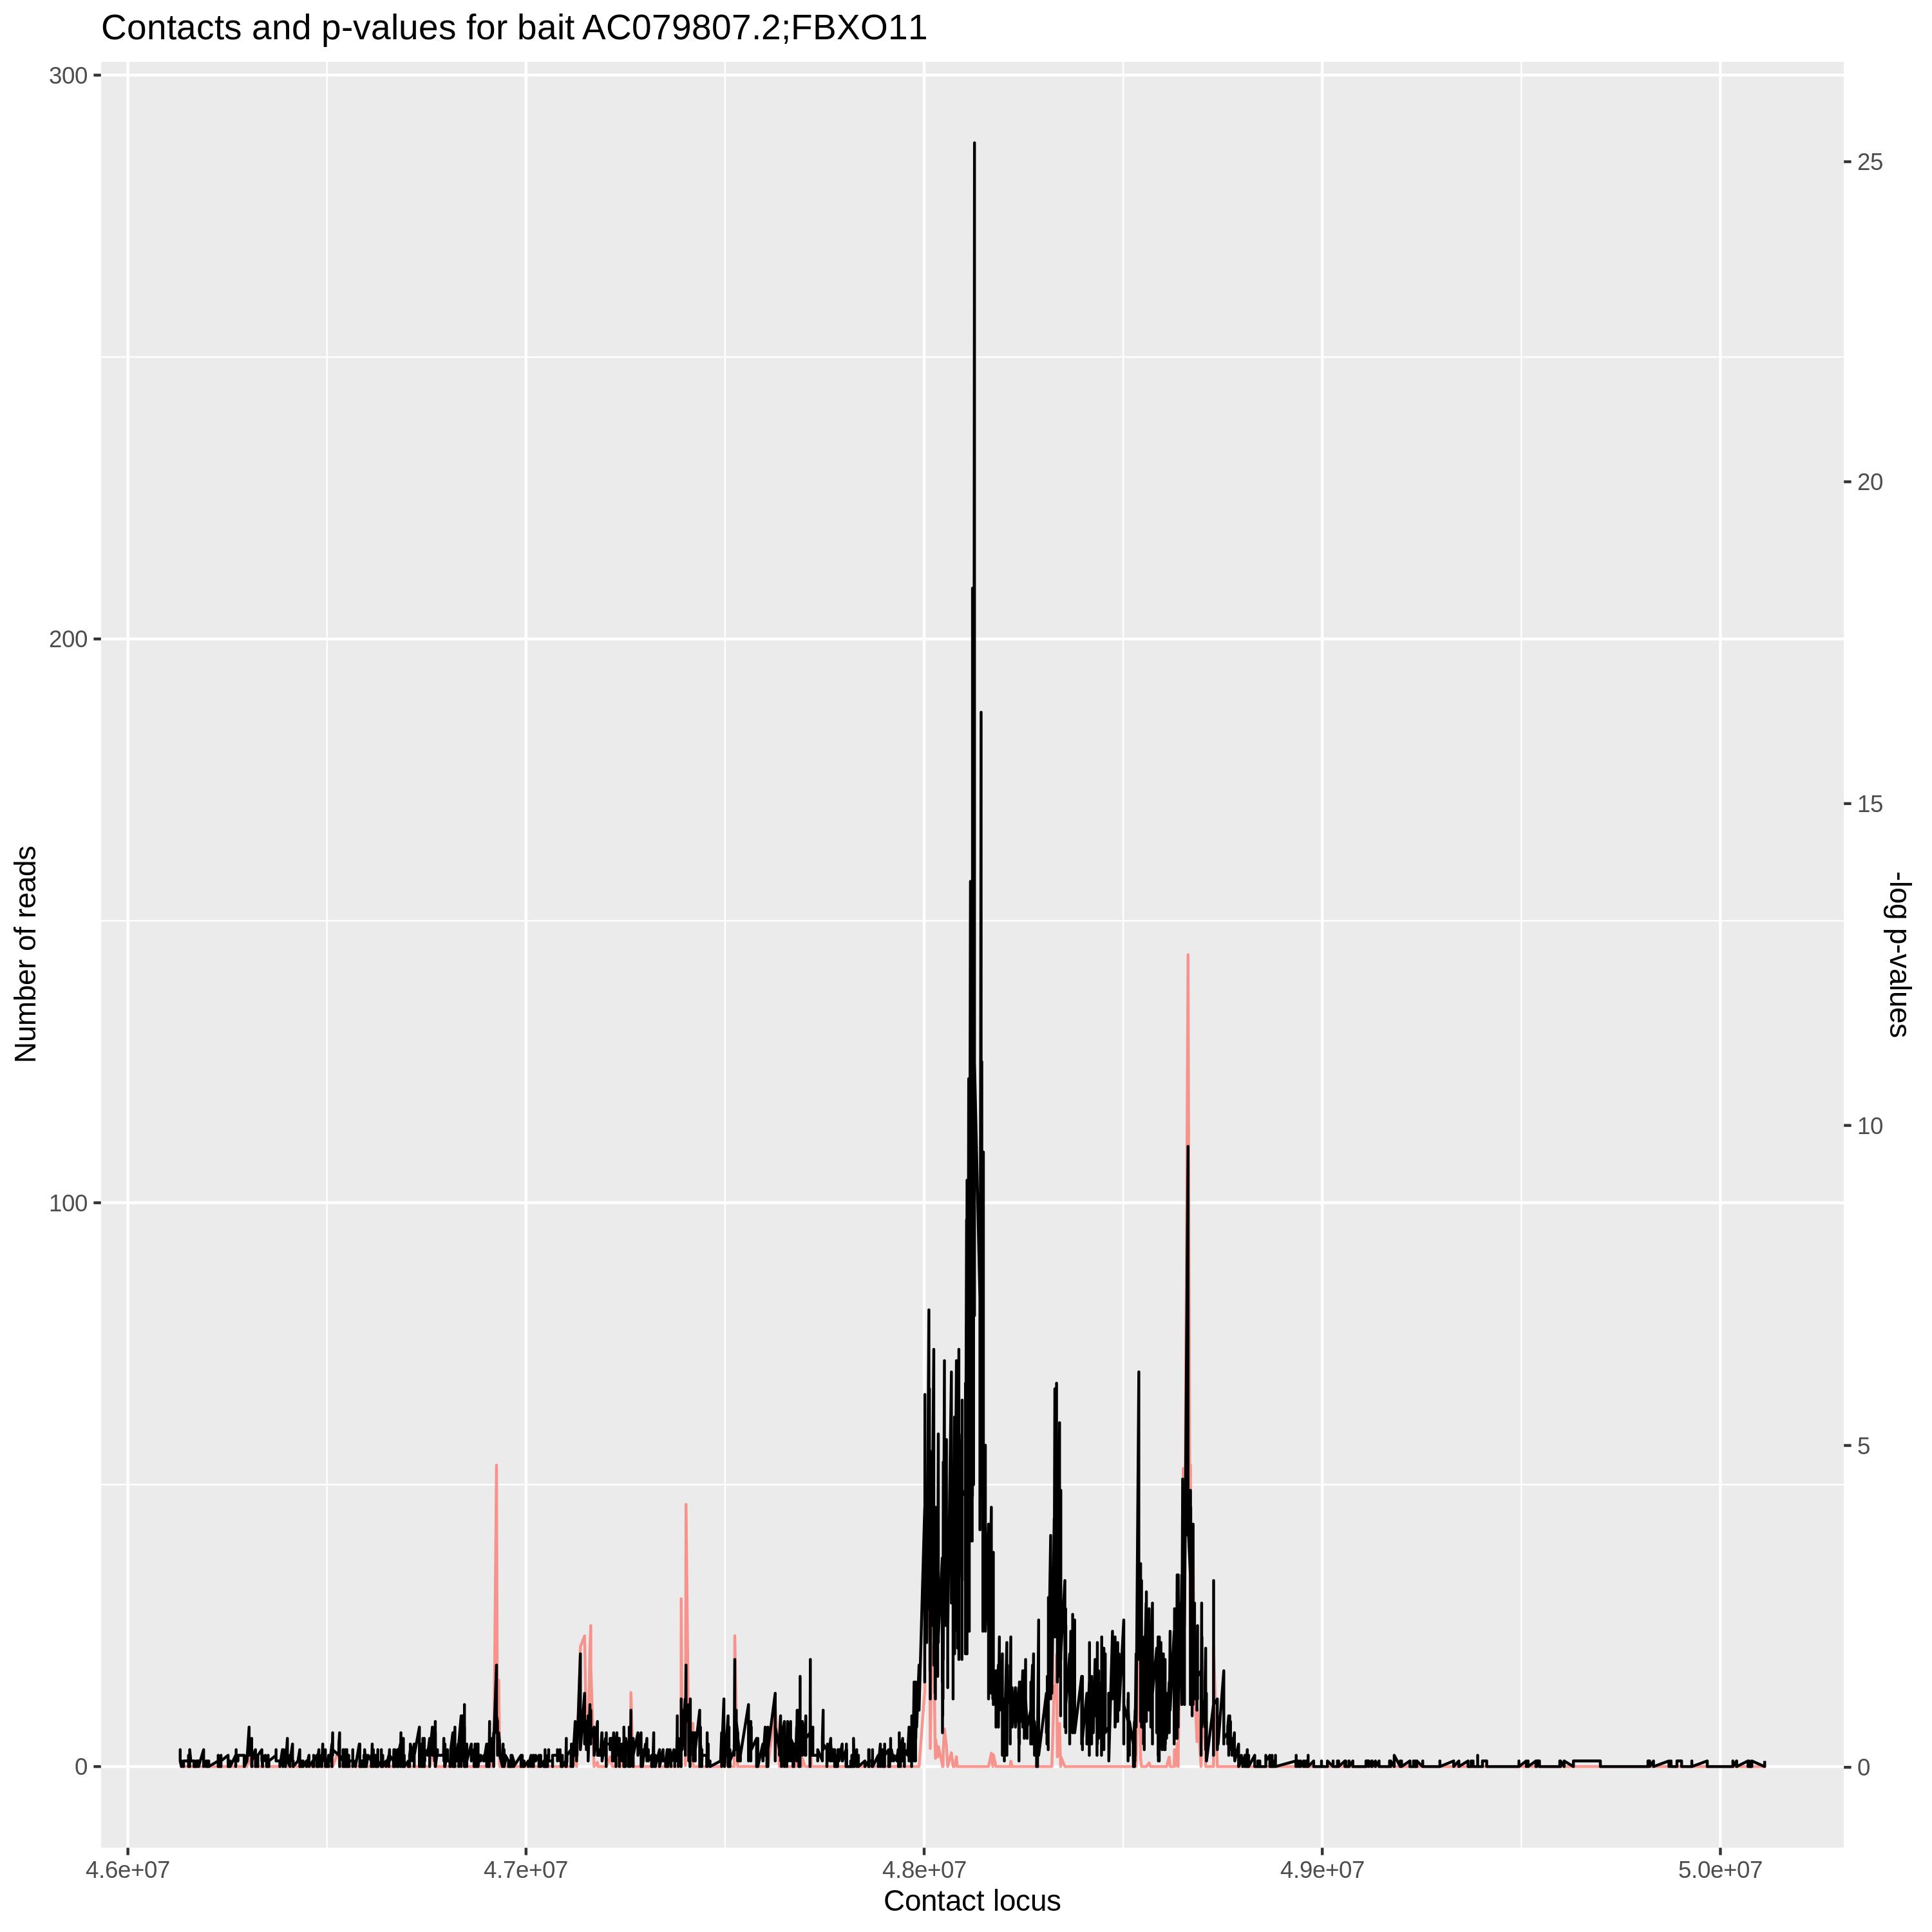 Contacts and p-values for bait AC079807.2;FBXO11
300
200
100
0
Number of reads
25
20
15
10
5
0
-log p-values
4.6e+07
4.7e+07
4.8e+07
4.9e+07
5.0e+07
Contact locus